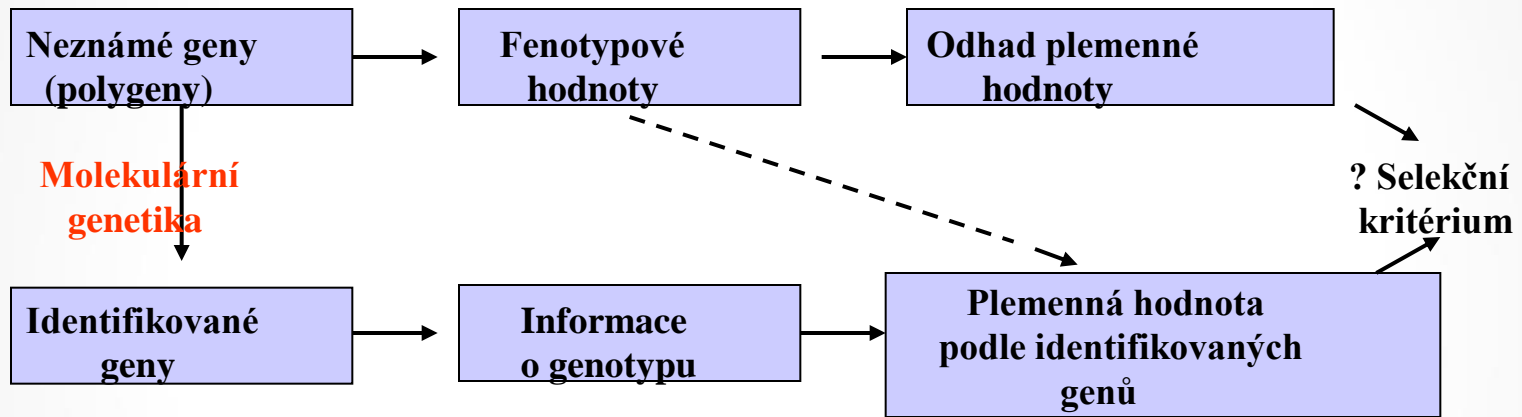 Neznámé geny
(polygeny)
Fenotypové
hodnoty
Odhad plemenné
hodnoty
Molekulární
genetika
? Selekční
kritérium
Identifikované
geny
Informace
o genotypu
Plemenná hodnota
podle identifikovaných
genů